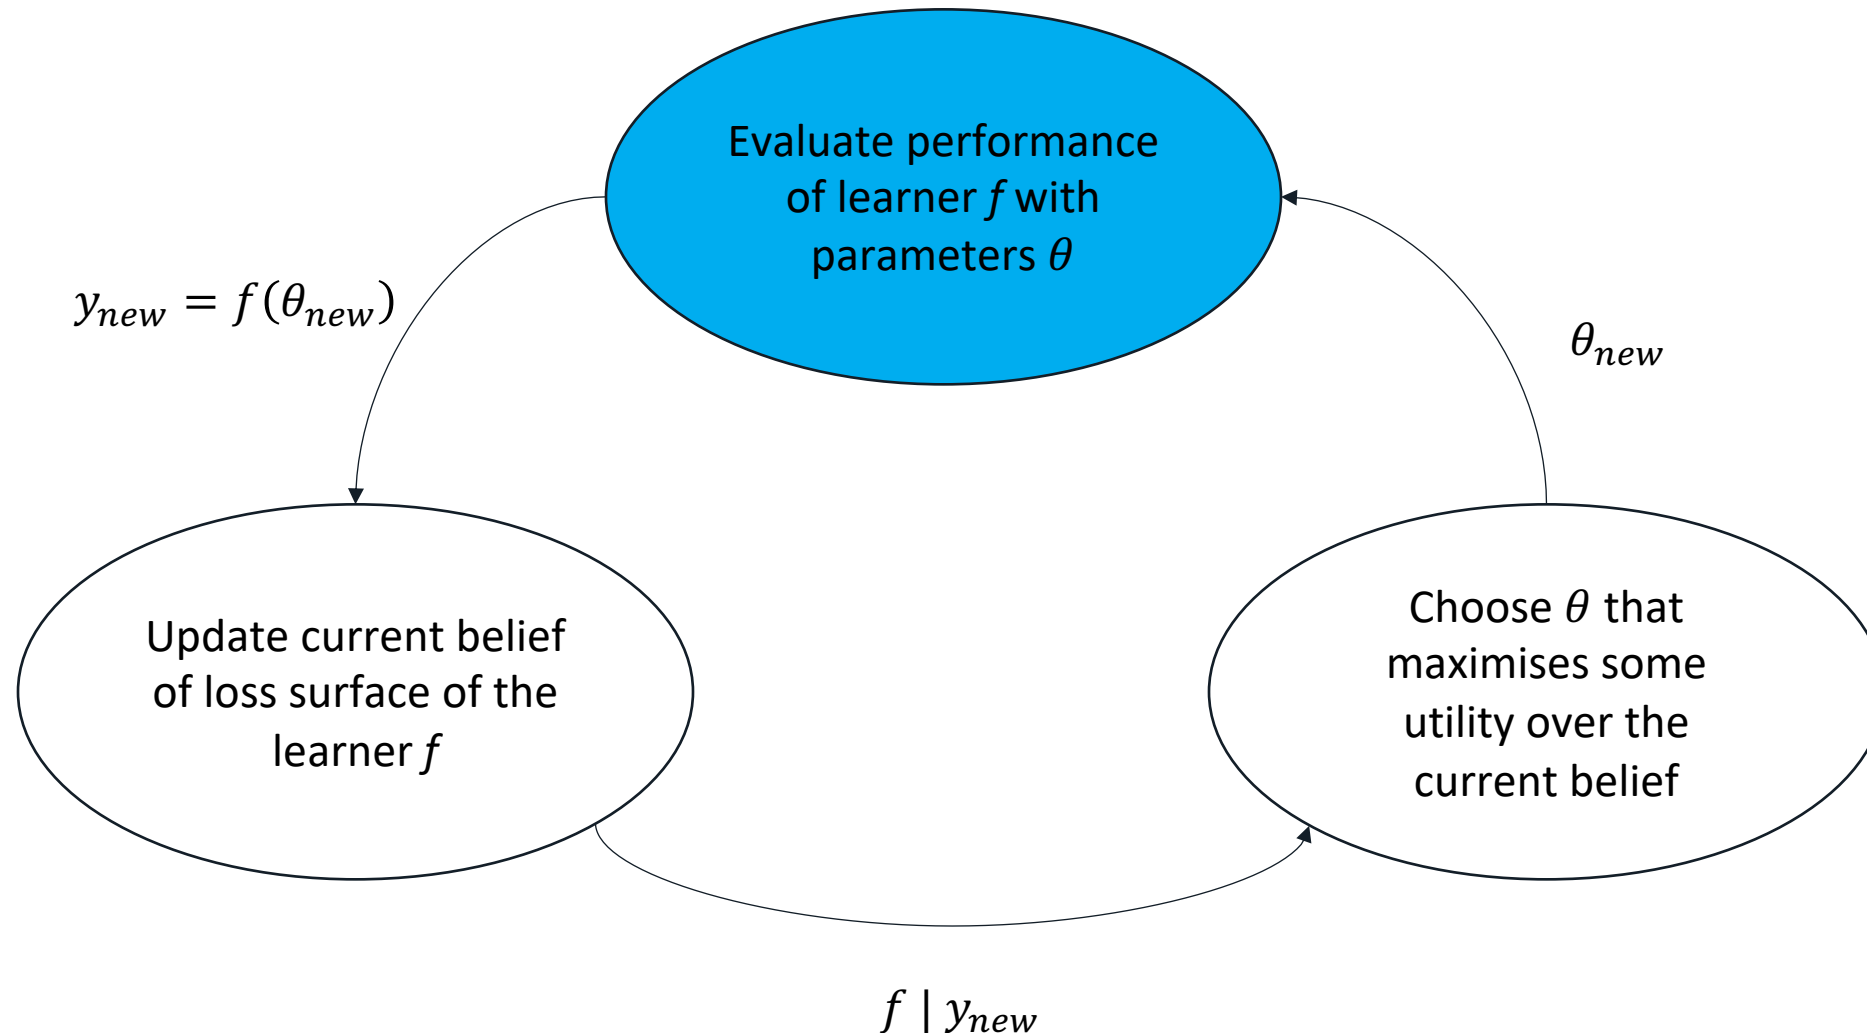 Evaluate performance
of learner f with
parameters θ
y_new = f(θ_new)
θ_new
Update current belief
of loss surface of the
learner f
Choose θ that
maximises some
utility over the
current belief
f | y_new